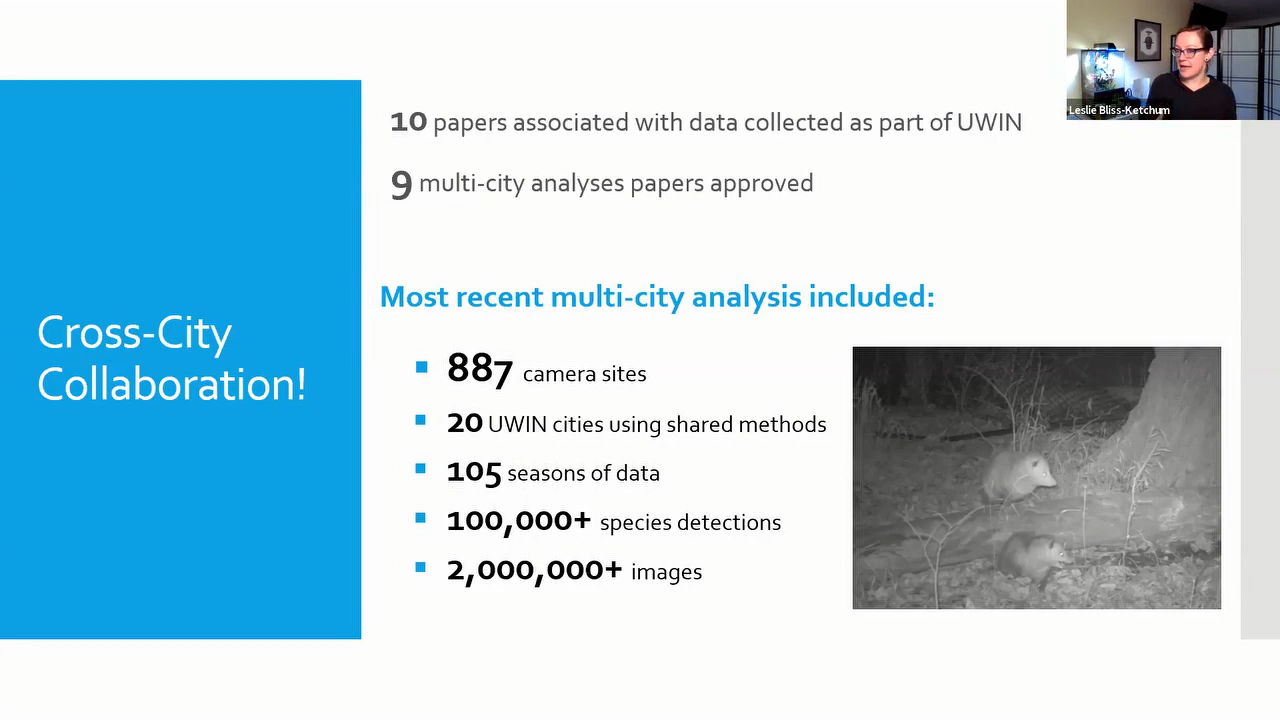 Leslie Bliss-Ketchum
10 papers associated with data collected as part of UWIN
9 multi-city analyses papers approved
Cross-City
Collaboration!
Most recent multi-city analysis included:
887 camera sites
20 UWIN cities using shared methods
105 seasons of data
100,000+ species detections
2,000,000+ images